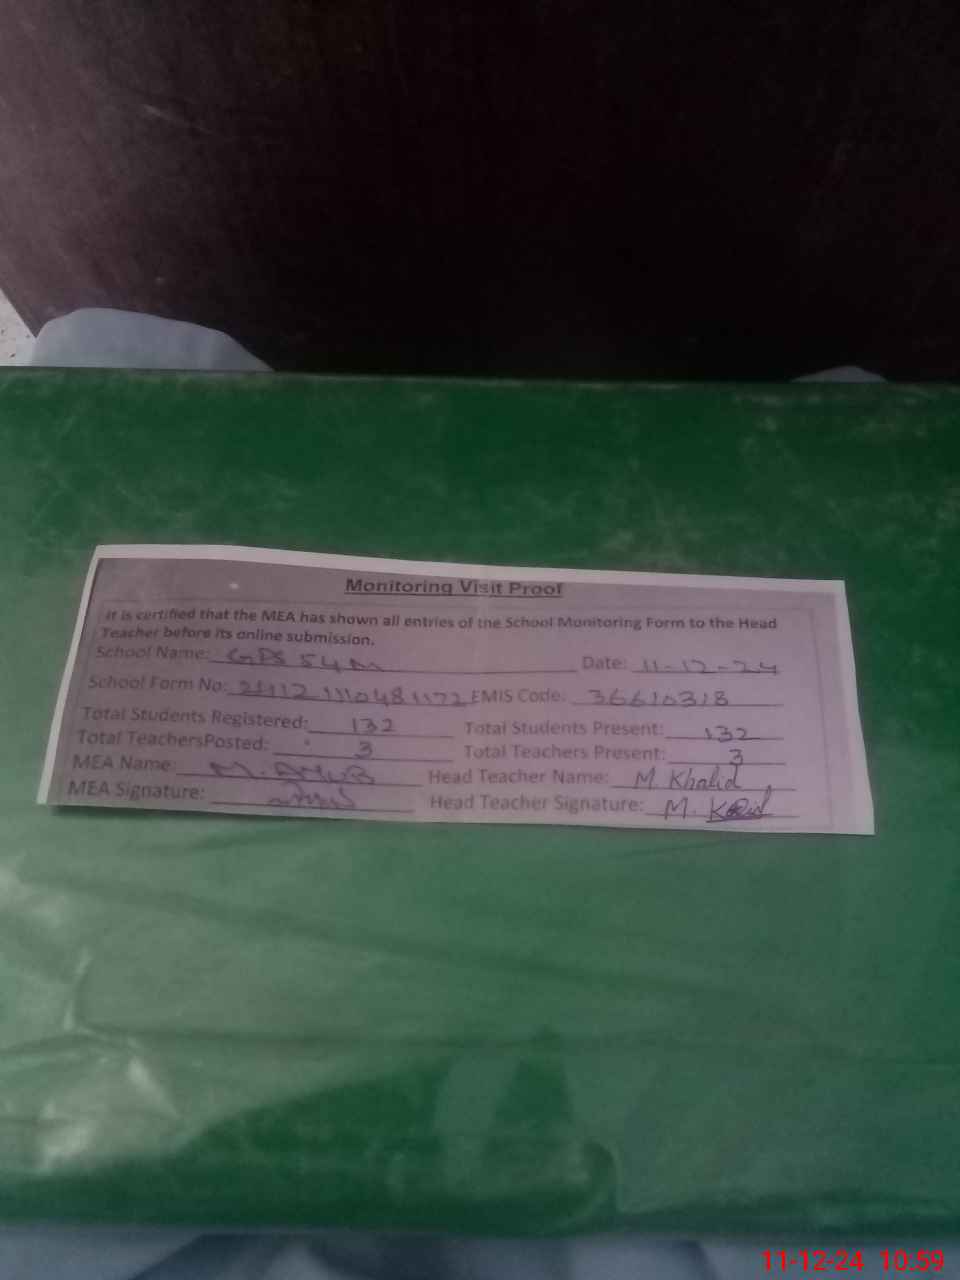 Monitoring Visit Proof
It is certified that the MEA has shown all entries of the School Monitoring Form to the Head
Teacher before its online submission.
School Name: GPS 54 M Date: 11-12-24
School Form No: EMIS Code: 36610318
Total Students Registered: 132 Total Students Present: 132
Total TeachersPosted: 3 Total Teachers Present: 3
MEA Name: M. Head Teacher Name: M Khalid
MEA Signature: Head Teacher Signature: M.
11-12-24 10:59